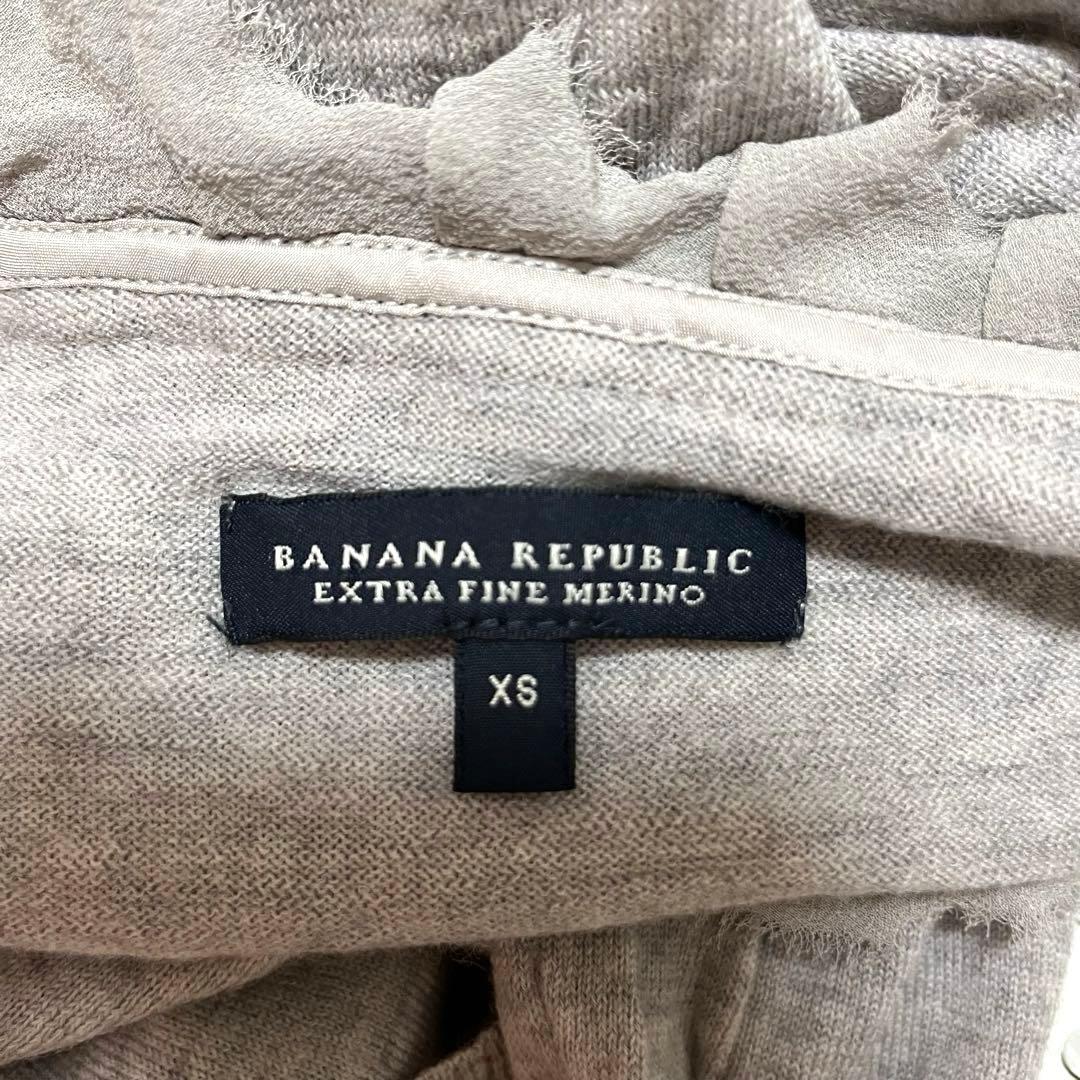 BANANA REPUBLIC
EXTRA FINE MERINO
XS